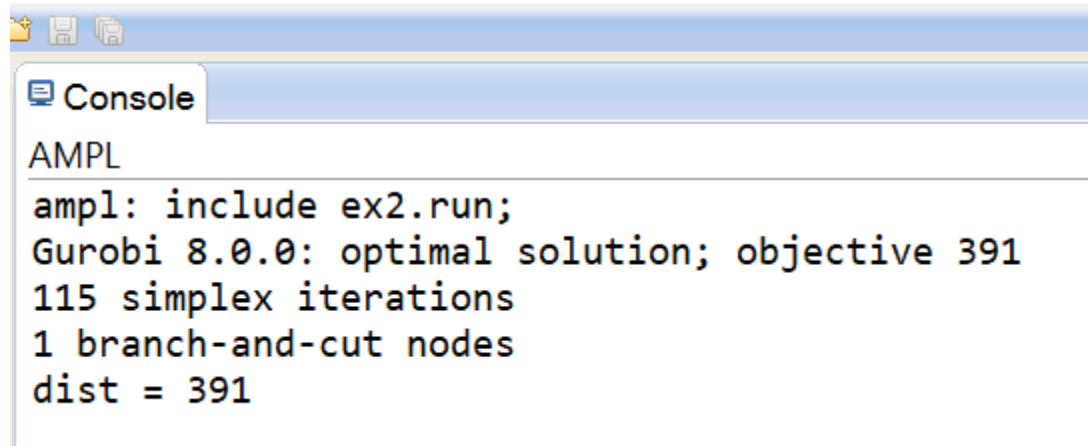 Console
AMPL
ampl: include ex2.run;
Gurobi 8.0.0: optimal solution; objective 391
115 simplex iterations
1 branch-and-cut nodes
dist = 391